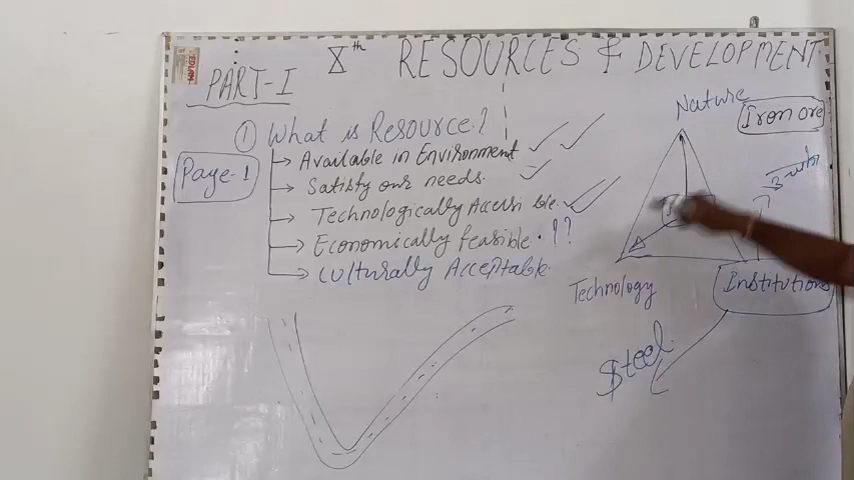 Xth RESOURCES & DEVELOPMENT
PART-I
Nature
Iron ore
① What is Resource?
Page-1
→ Available in Environment
→ Satisfy our needs.
→ Technologically Accessible.
→ Economically feasible. ??
→ Culturally Acceptable.
Technology
Institutions
Steel